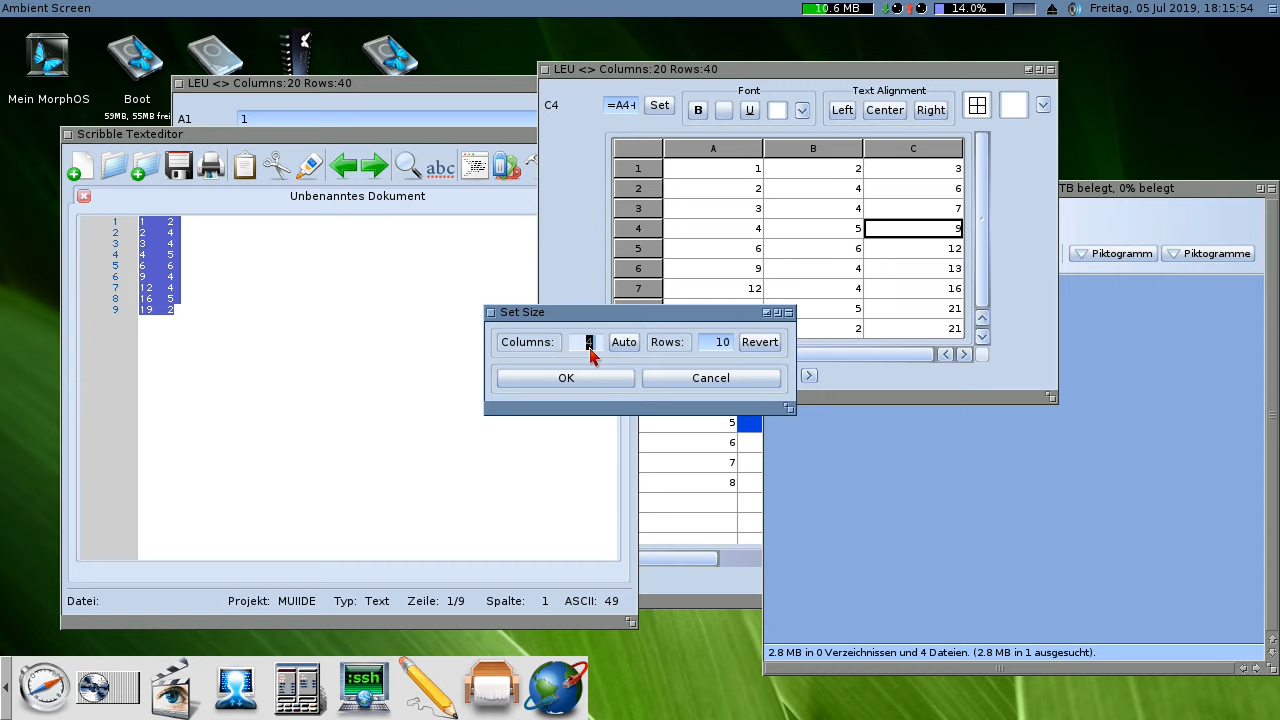 Ambient Screen
10.6 MB
14.0%
Freitag, 05 Jul 2019, 18:15:54
Mein MorphOS
Boot
59MB, 55MB frei
LEU <> Columns:20 Rows:40
A1
1
Scribble Texteditor
Unbenanntes Dokument
abc
1 1 2
2 2 4
3 3 4
4 4 5
5 6 6
6 9 4
7 12 4
8 16 5
9 19 2
Datei:
Projekt: MUIIDE
Typ: Text
Zeile: 1/9
Spalte: 1
ASCII: 49
LEU <> Columns:20 Rows:40
C4
=A4+
Set
Font
B
U
Text Alignment
Left
Center
Right
A B C
1 1 2 3
2 2 4 6
3 3 4 7
4 4 5 9
5 6 6 12
6 9 4 13
7 12 4 16
5 21
2 21
Set Size
Columns:
4
Auto
Rows:
10
Revert
OK
Cancel
5
6
7
8
TB belegt, 0% belegt
Piktogramm
Piktogramme
2.8 MB in 0 Verzeichnissen und 4 Dateien. (2.8 MB in 1 ausgesucht).
:ssh